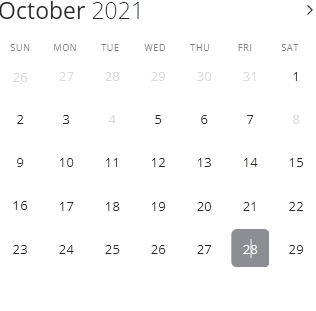 October 2021
SUN MON TUE WED THU FRI SAT
26 27 28 29 30 31 1
2 3 4 5 6 7 8
9 10 11 12 13 14 15
16 17 18 19 20 21 22
23 24 25 26 27 28 29